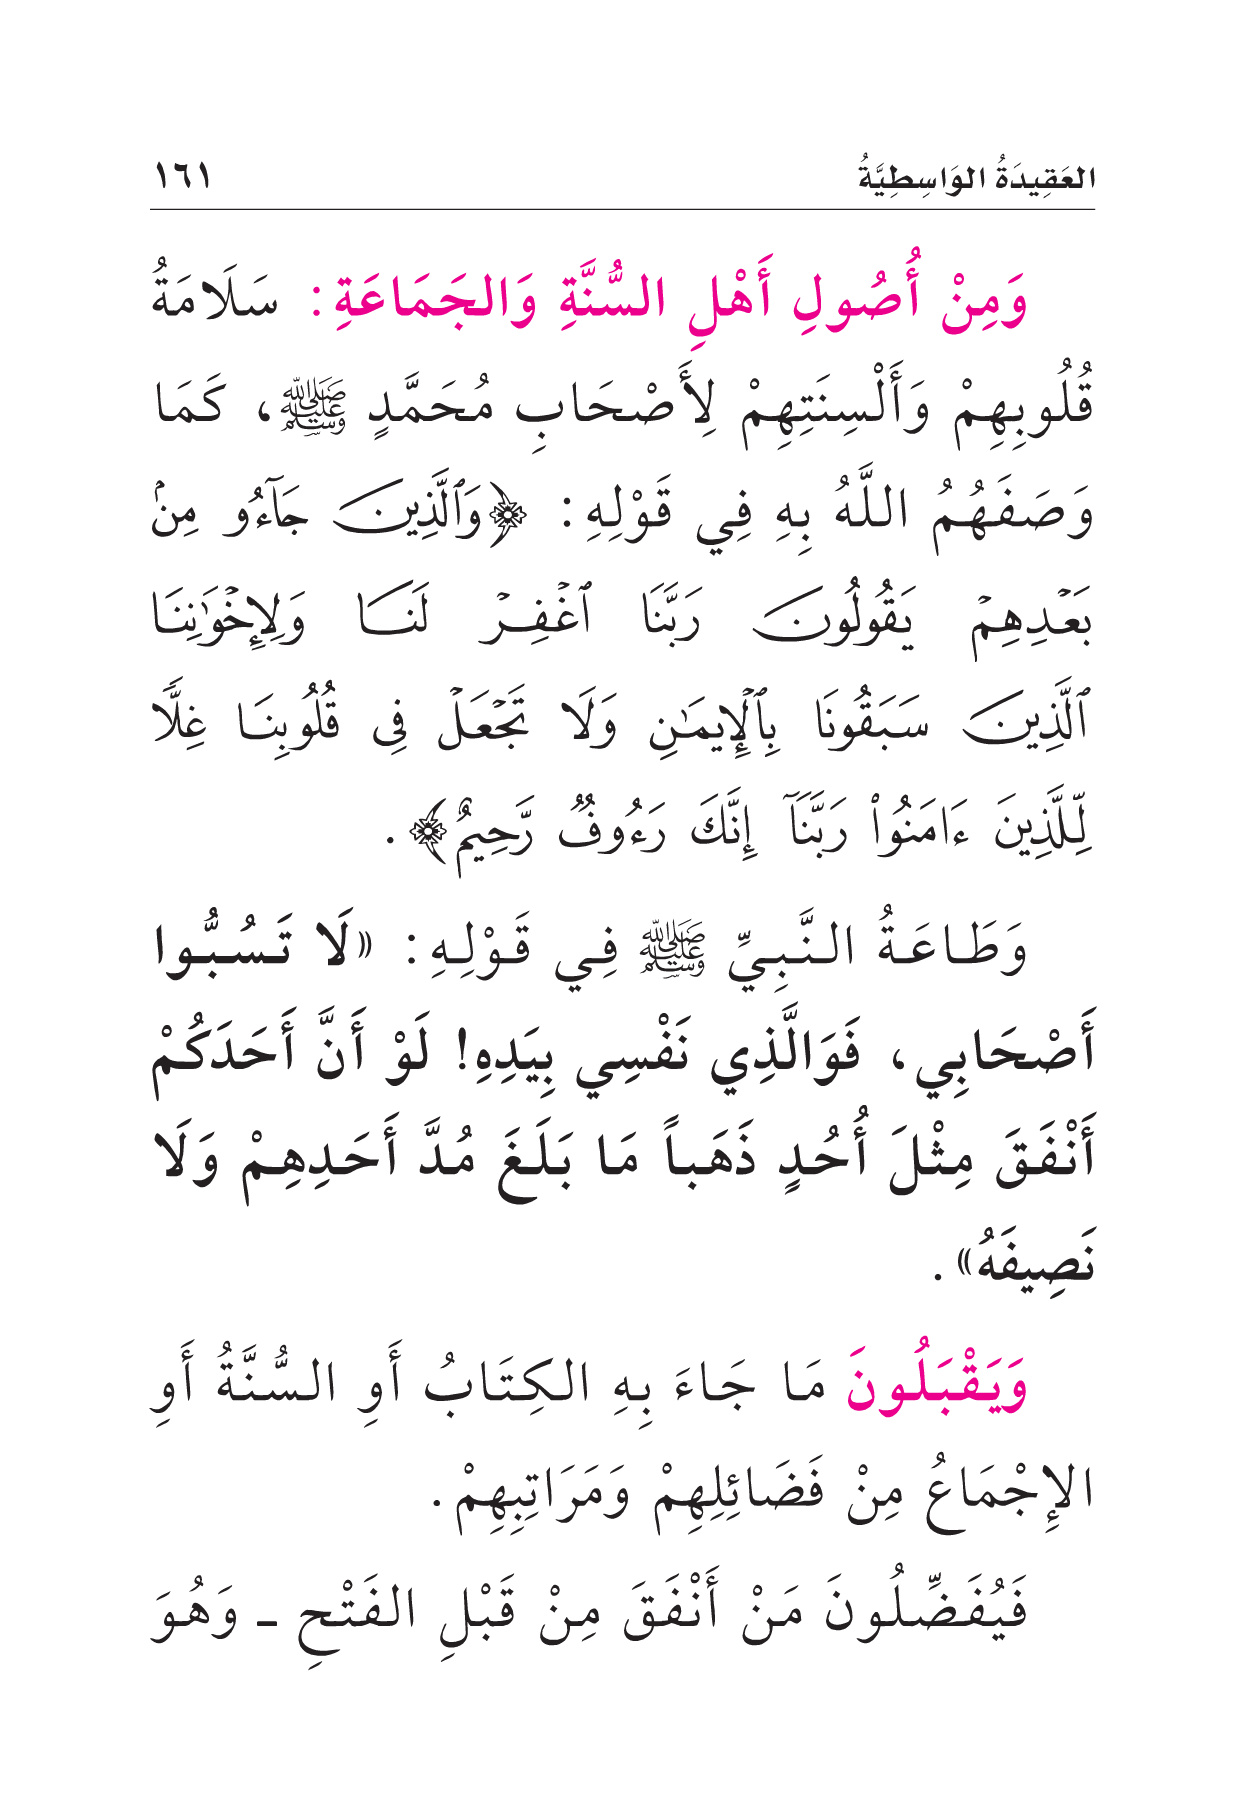 العَقِيدَةُ الوَاسِطِيَّةُ ١٦١
وَمِنْ أُصُولِ أَهْلِ السُّنَّةِ وَالجَمَاعَةِ: سَلَامَةُ
قُلُوبِهِمْ وَأَلْسِنَتِهِمْ لِأَصْحَابِ مُحَمَّدٍ ﷺ، كَمَا
وَصَفَهُمُ اللَّهُ بِهِ فِي قَوْلِهِ: ﴿وَٱلَّذِينَ جَآءُو مِنۢ
بَعۡدِهِمۡ يَقُولُونَ رَبَّنَا ٱغۡفِرۡ لَنَا وَلِإِخۡوَٰنِنَا
ٱلَّذِينَ سَبَقُونَا بِٱلۡإِيمَٰنِ وَلَا تَجۡعَلۡ فِى قُلُوبِنَا غِلّٗا
لِّلَّذِينَ ءَامَنُواْ رَبَّنَآ إِنَّكَ رَءُوفٞ رَّحِيمٌ﴾.
وَطَاعَةُ النَّبِيِّ ﷺ فِي قَوْلِهِ: «لَا تَسُبُّوا
أَصْحَابِي، فَوَالَّذِي نَفْسِي بِيَدِهِ! لَوْ أَنَّ أَحَدَكُمْ
أَنْفَقَ مِثْلَ أُحُدٍ ذَهَباً مَا بَلَغَ مُدَّ أَحَدِهِمْ وَلَا
نَصِيفَهُ».
وَيَقْبَلُونَ مَا جَاءَ بِهِ الكِتَابُ أَوِ السُّنَّةُ أَوِ
الإِجْمَاعُ مِنْ فَضَائِلِهِمْ وَمَرَاتِبِهِمْ.
فَيُفَضِّلُونَ مَنْ أَنْفَقَ مِنْ قَبْلِ الفَتْحِ ـ وَهُوَ